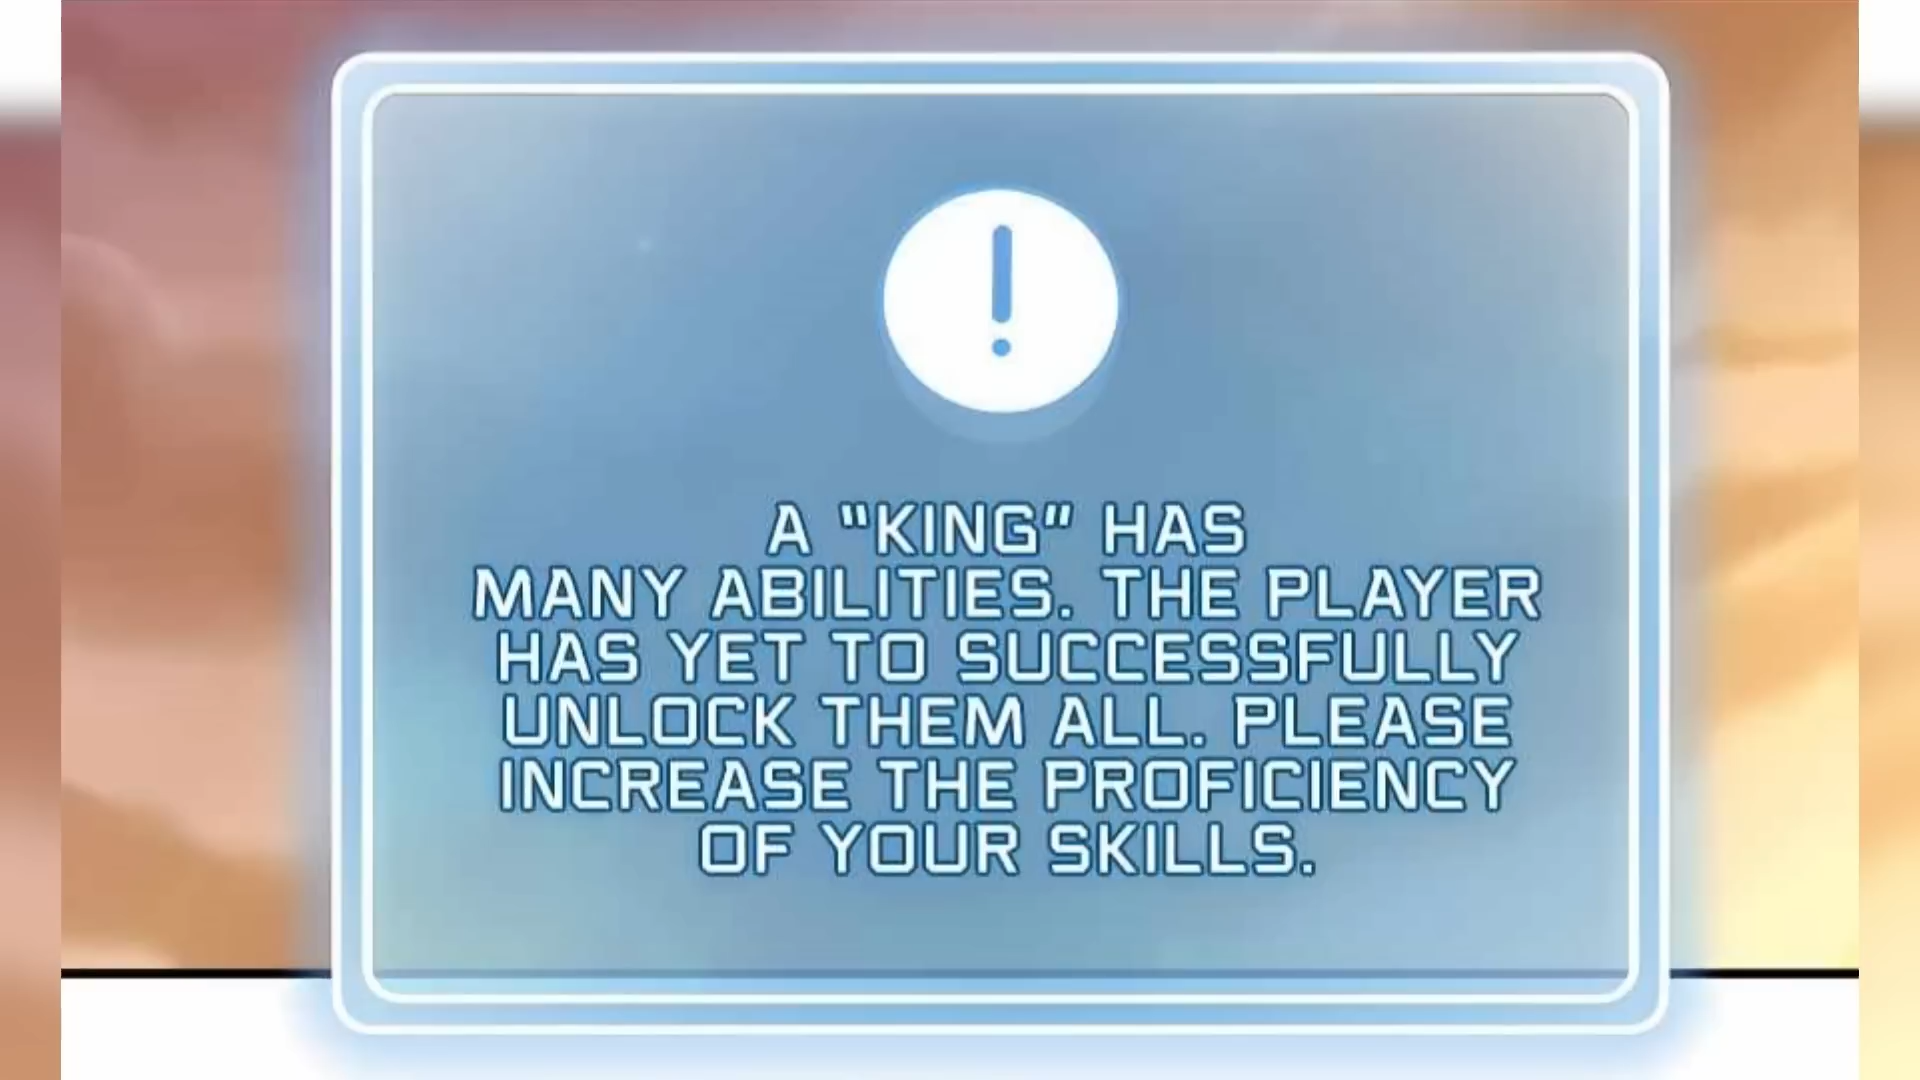 !
A "KING" HAS
MANY ABILITIES. THE PLAYER
HAS YET TO SUCCESSFULLY
UNLOCK THEM ALL. PLEASE
INCREASE THE PROFICIENCY
OF YOUR SKILLS.